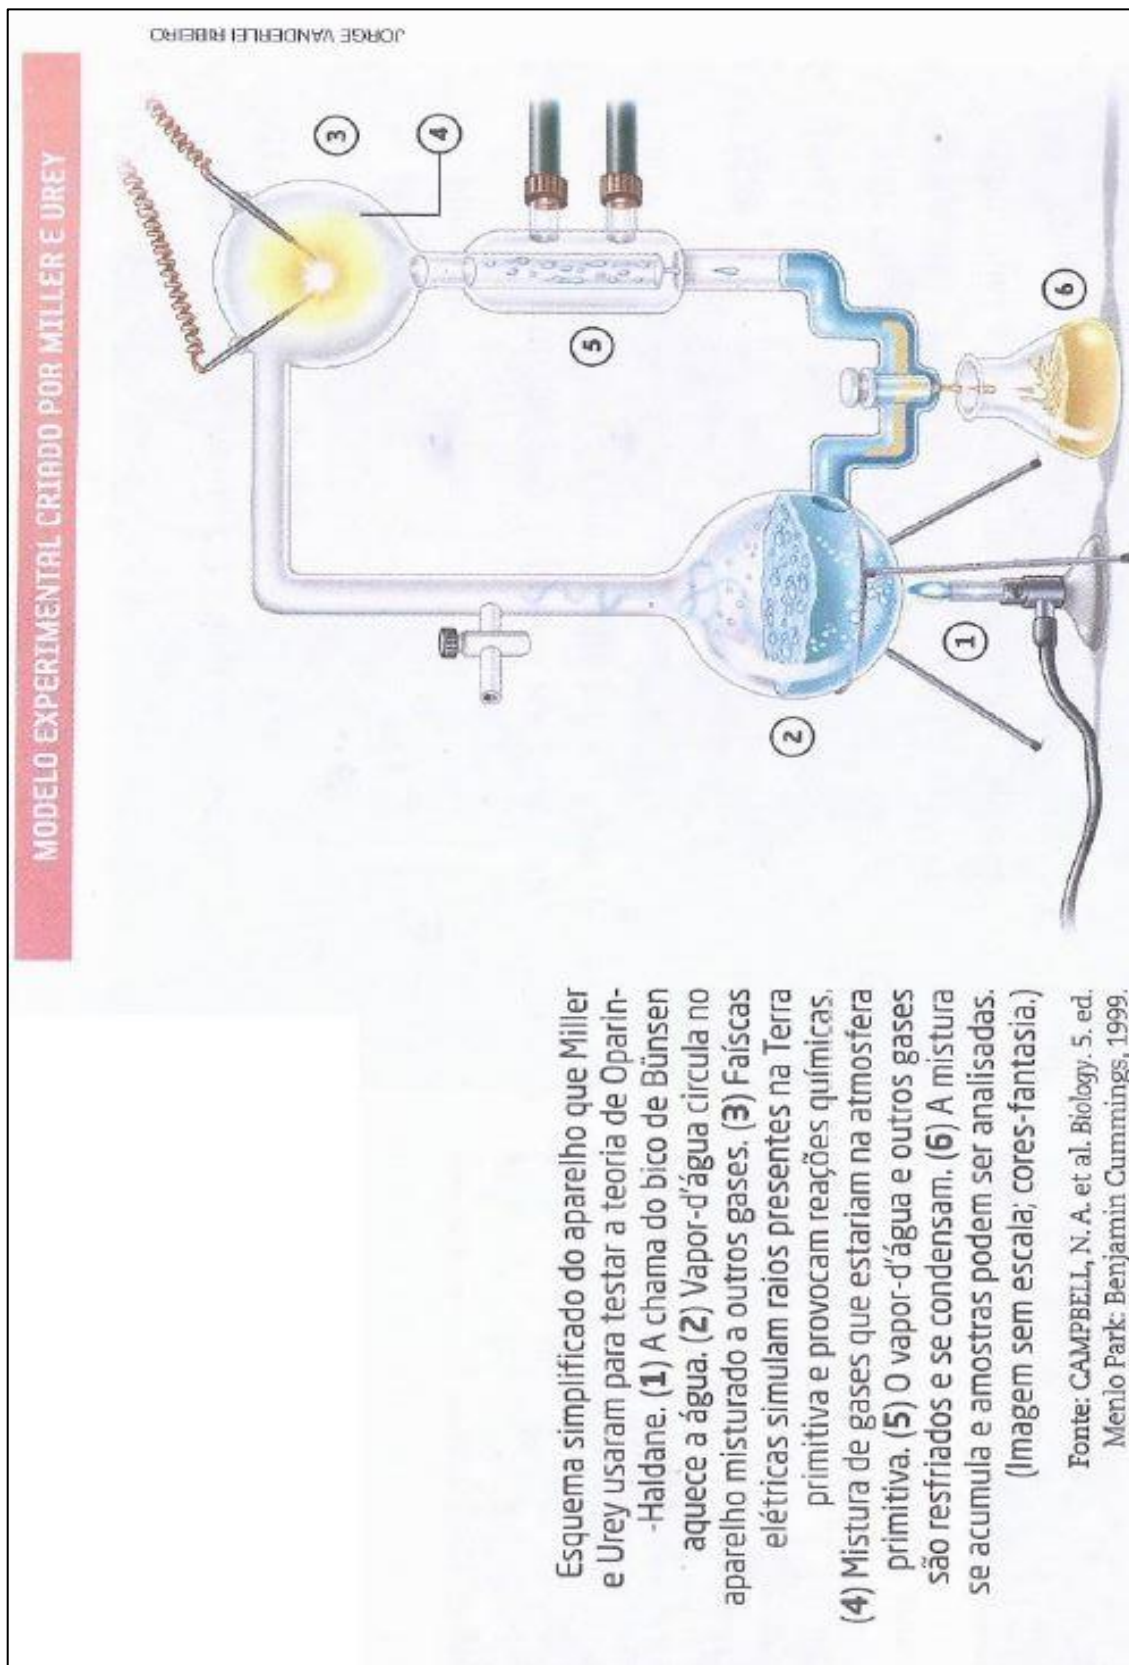 MODELO EXPERIMENTAL CRIADO POR MILLER E UREY
JORGE VANDERLEI RIBEIRO
3
4
5
6
2
1
Esquema simplificado do aparelho que Miller
e Urey usaram para testar a teoria de Oparin-
-Haldane. (1) A chama do bico de Bünsen
aquece a água. (2) Vapor-d'água circula no
aparelho misturado a outros gases. (3) Faíscas
elétricas simulam raios presentes na Terra
primitiva e provocam reações químicas.
(4) Mistura de gases que estariam na atmosfera
primitiva. (5) O vapor-d'água e outros gases
são resfriados e se condensam. (6) A mistura
se acumula e amostras podem ser analisadas.
(Imagem sem escala; cores-fantasia.)
Fonte: CAMPBELL, N. A. et al. Biology. 5. ed.
Menlo Park: Benjamin Cummings, 1999.